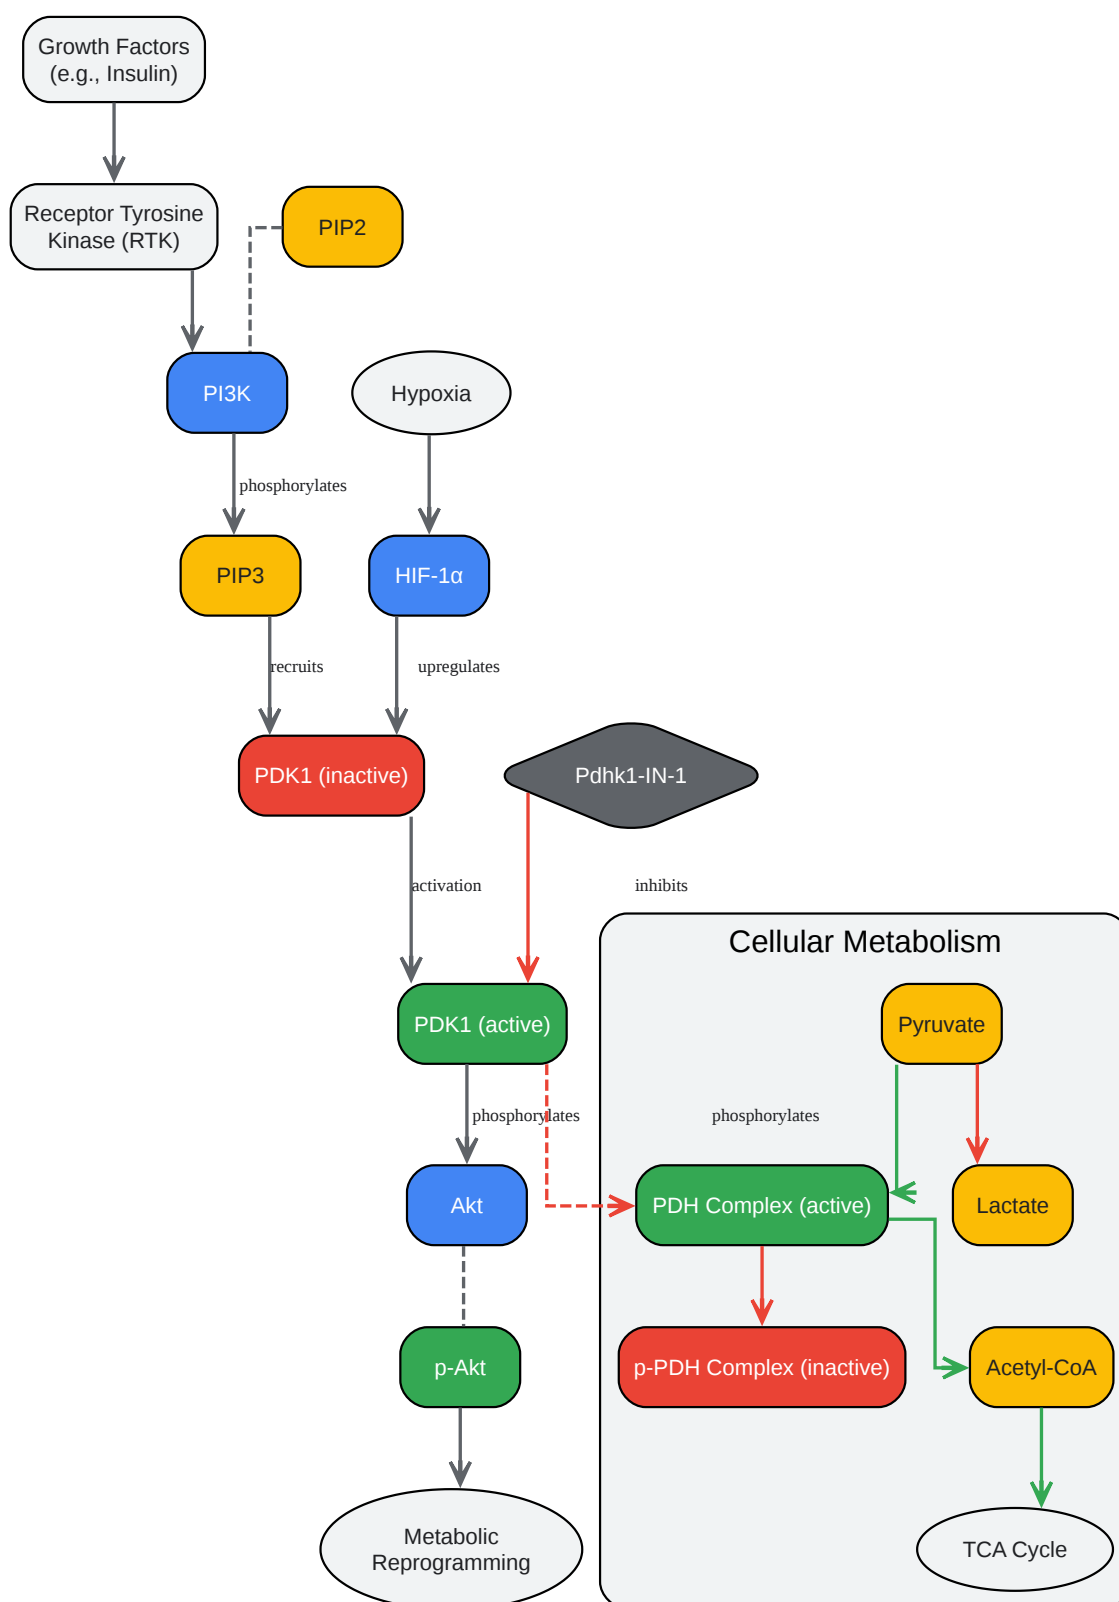 Growth Factors
(e.g., Insulin)
Receptor Tyrosine
Kinase (RTK)
PIP2
PI3K
Hypoxia
phosphorylates
PIP3
HIF-1α
recruits
upregulates
PDK1 (inactive)
Pdhk1-IN-1
activation
inhibits
Cellular Metabolism
PDK1 (active)
Pyruvate
phosphorylates
phosphorylates
Akt
PDH Complex (active)
Lactate
p-Akt
p-PDH Complex (inactive)
Acetyl-CoA
Metabolic
Reprogramming
TCA Cycle